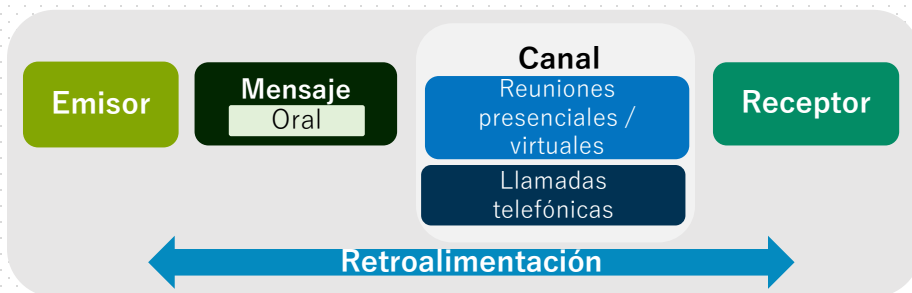 Emisor
Mensaje
Oral
Canal
Reuniones
presenciales /
virtuales
Llamadas
telefónicas
Receptor
Retroalimentación